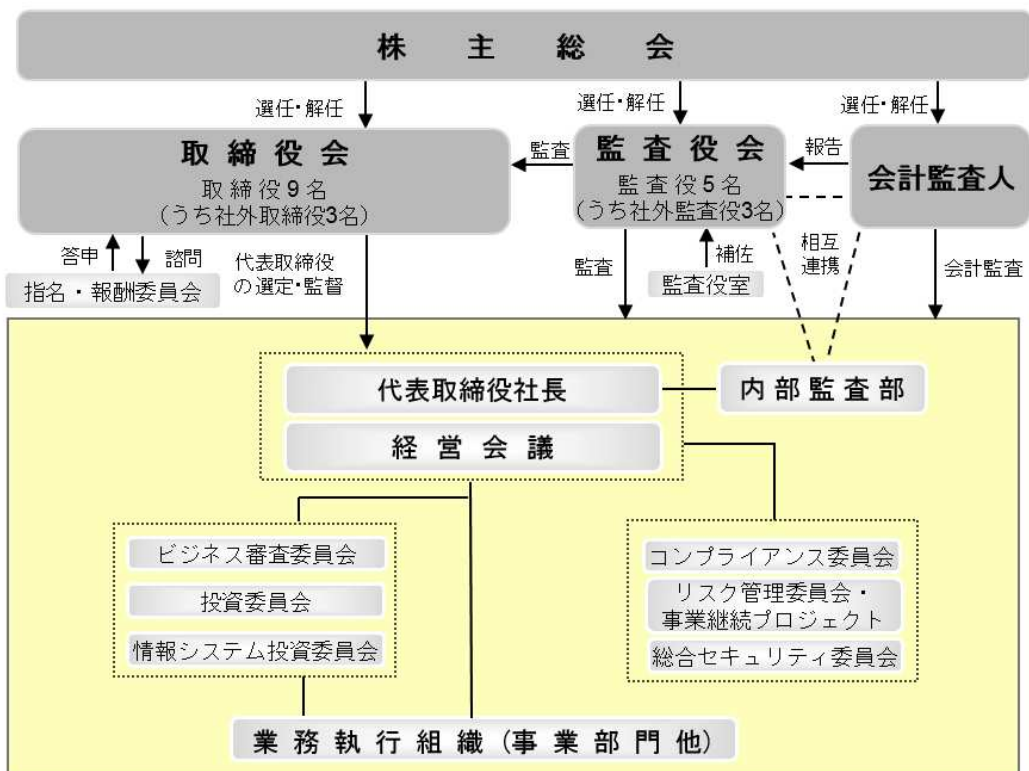 株主総会
選任・解任
選任・解任
選任・解任
取締役会
取締役9名
（うち社外取締役3名）
監査
監査役会
監査役5名
（うち社外監査役3名）
報告
会計監査人
答申
諮問
代表取締役
の選定・監督
監査
補佐
相互
連携
会計監査
指名・報酬委員会
監査役室
代表取締役社長
内部監査部
経営会議
ビジネス審査委員会
投資委員会
情報システム投資委員会
コンプライアンス委員会
リスク管理委員会・
事業継続プロジェクト
総合セキュリティ委員会
業務執行組織（事業部門他）